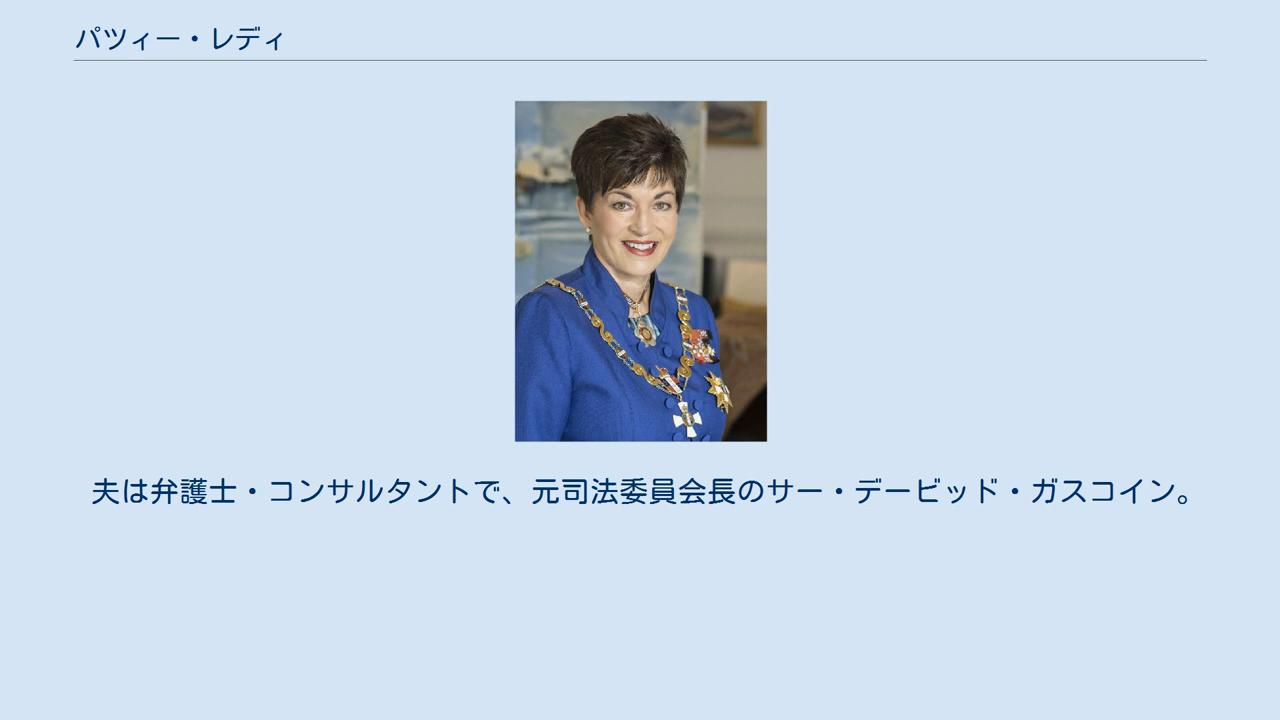 パツィー・レディ
夫は弁護士・コンサルタントで、元司法委員会長のサー・デービッド・ガスコイン。